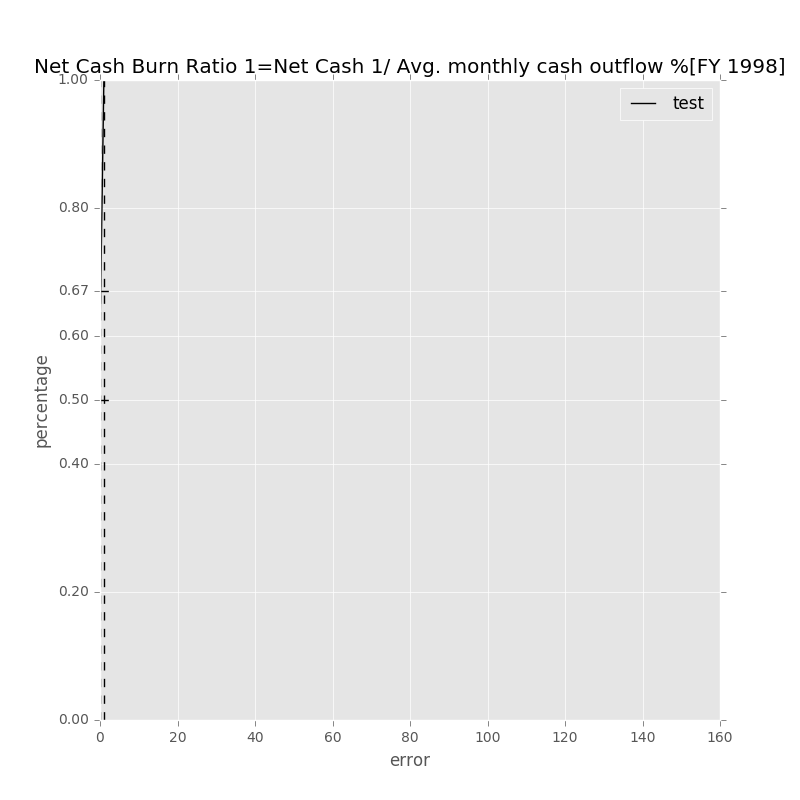 Net Cash Burn Ratio 1=Net Cash 1/ Avg. monthly cash outflow %[FY 1998]
1.00
test
0.80
0.67
0.60
percentage
0.50
0.40
0.20
0.00
0 20 40 60 80 100 120 140 160
error